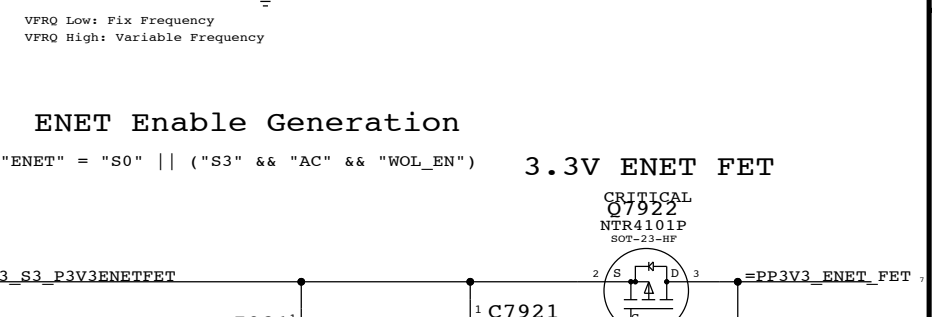 VFRQ Low: Fix Frequency
VFRQ High: Variable Frequency
ENET Enable Generation
"ENET" = "S0" || ("S3" && "AC" && "WOL_EN")
3.3V ENET FET
CRITICAL
Q7922
NTR4101P
SOT-23-HF
3_S3_P3V3ENETFET
2 S D 3
=PP3V3_ENET_FET 7
1 C7921
G